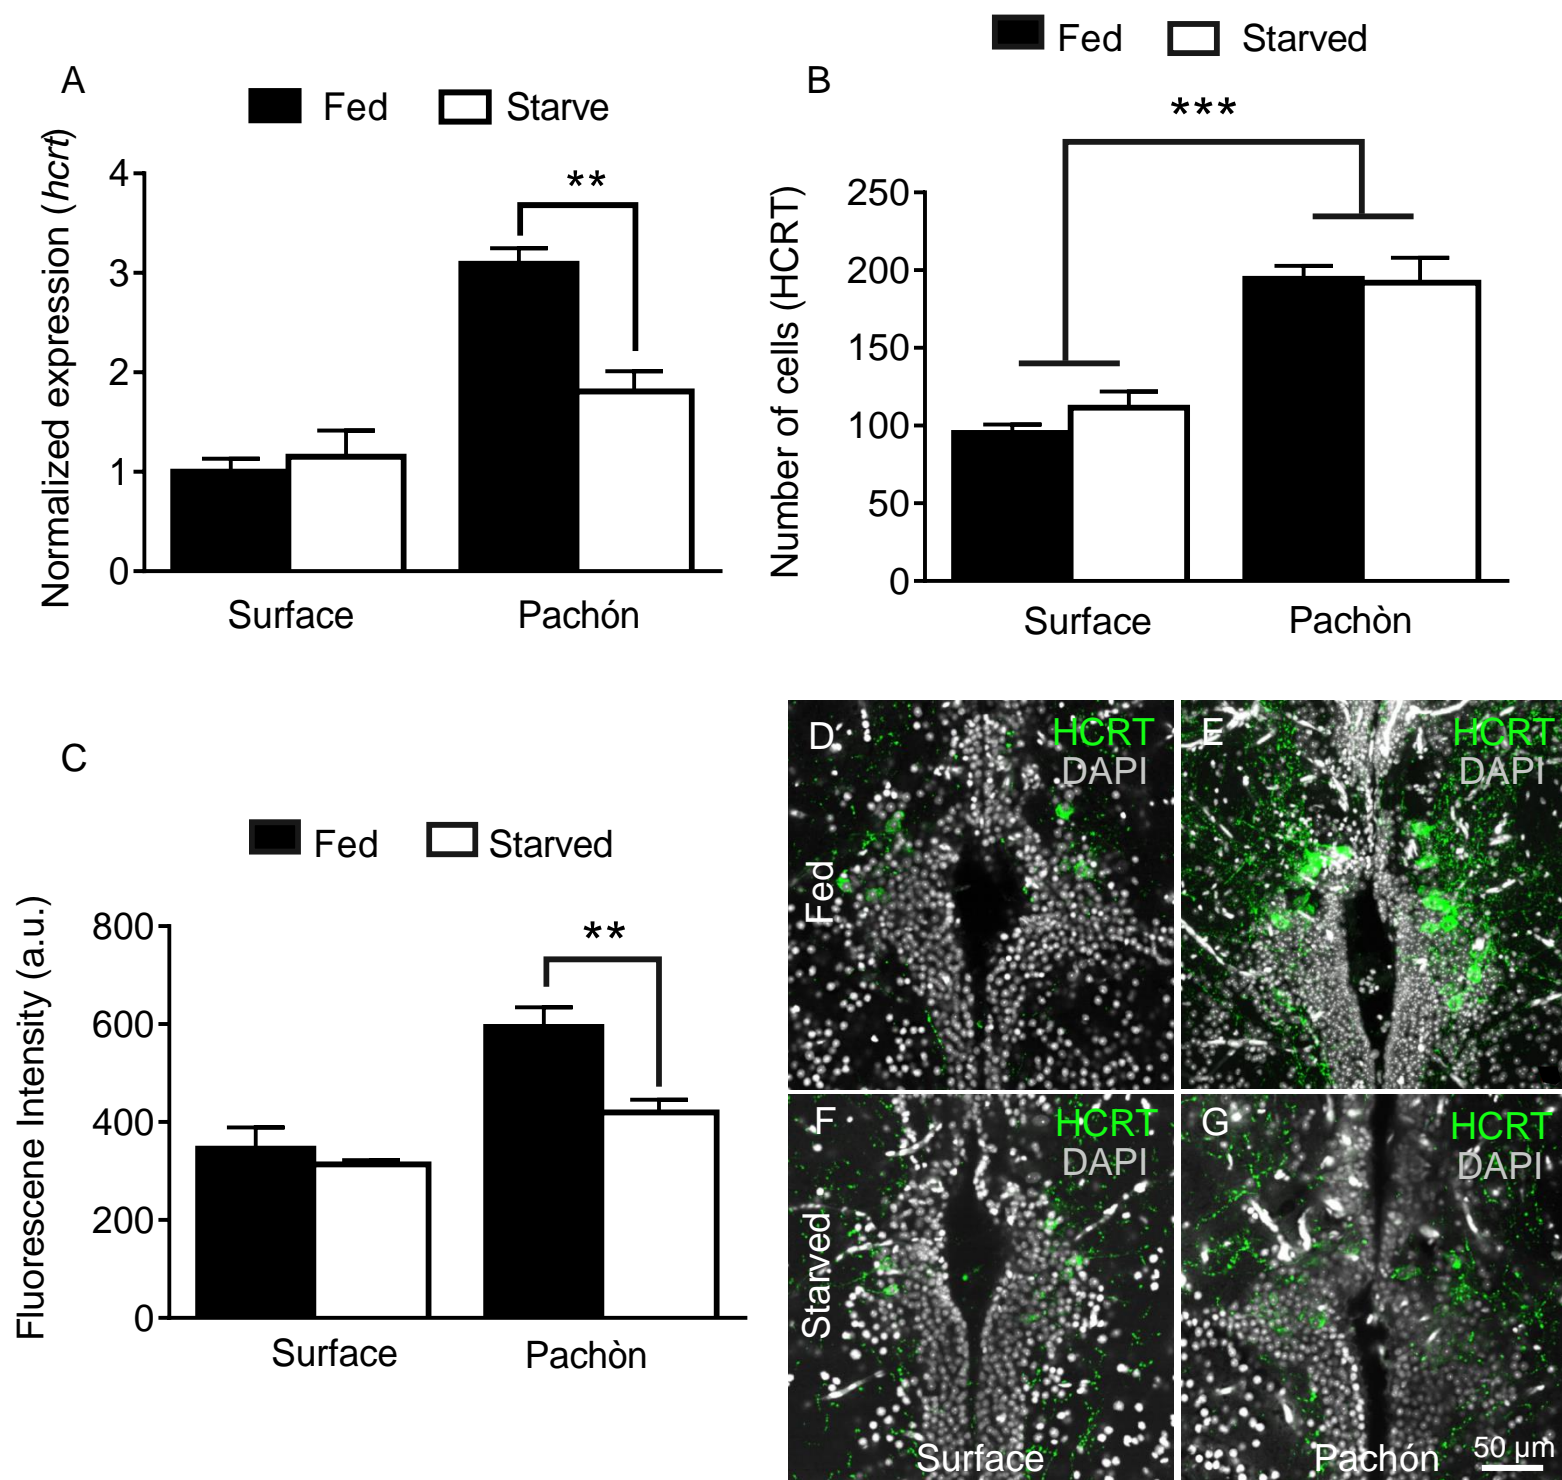 A
Fed Starve
**
Normalized expression (hcrt)
4
3
2
1
0
Surface Pachón
Fed Starved
B
***
Number of cells (HCRT)
250
200
150
100
50
0
Surface Pachòn
C
Fed Starved
**
Fluorescene Intensity (a.u.)
800
600
400
200
0
Surface Pachòn
D HCRT
DAPI
Fed
E HCRT
DAPI
F HCRT
DAPI
Starved
Surface
G HCRT
DAPI
Pachón
50 µm